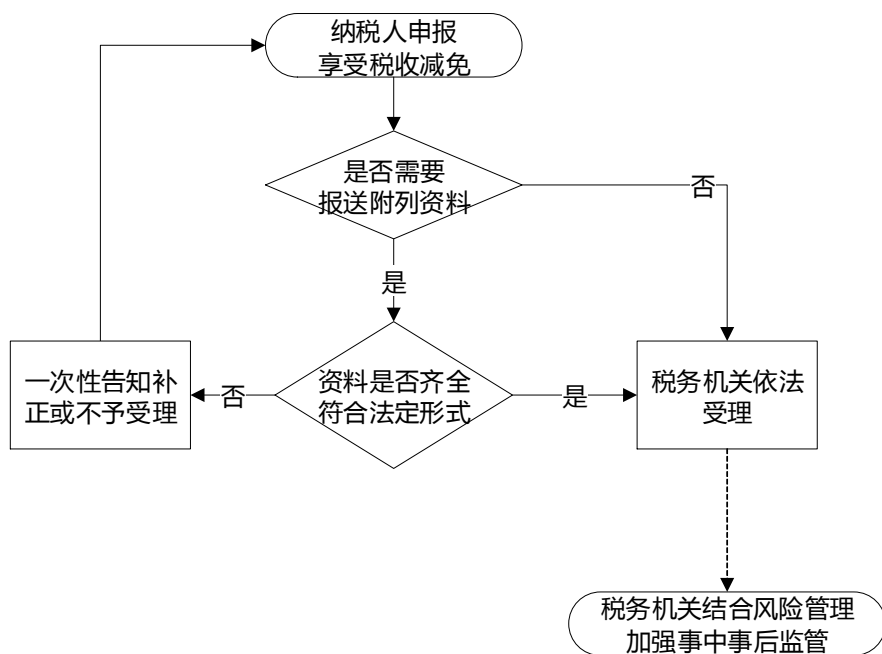 纳税人申报
享受税收减免
是否需要
报送附列资料
否
是
一次性告知补
正或不予受理
否
资料是否齐全
符合法定形式
是
税务机关依法
受理
税务机关结合风险管理
加强事中事后监管